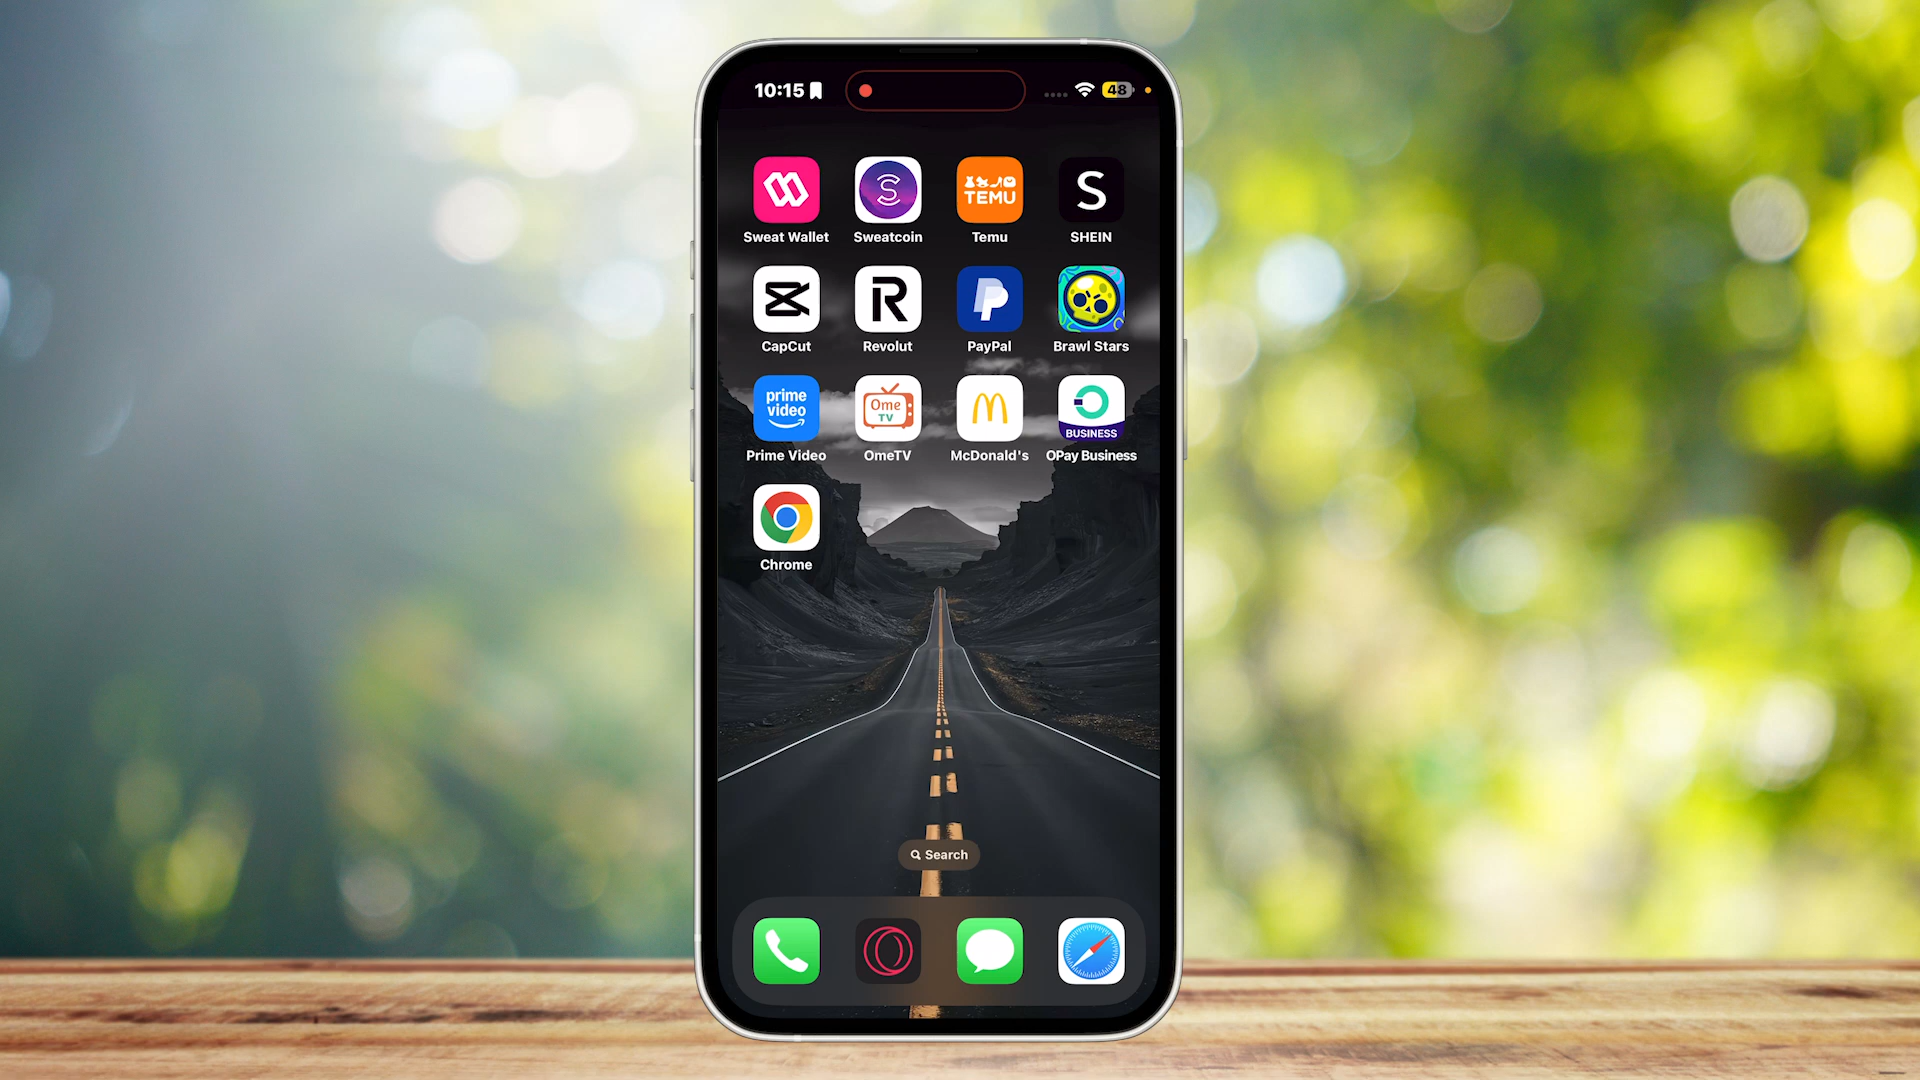 10:15
48
TEMU
S
Sweat Wallet
Sweatcoin
Temu
SHEIN
CapCut
Revolut
PayPal
Brawl Stars
prime
video
Ome
TV
BUSINESS
Prime Video
OmeTV
McDonald's
OPay Business
Chrome
Search